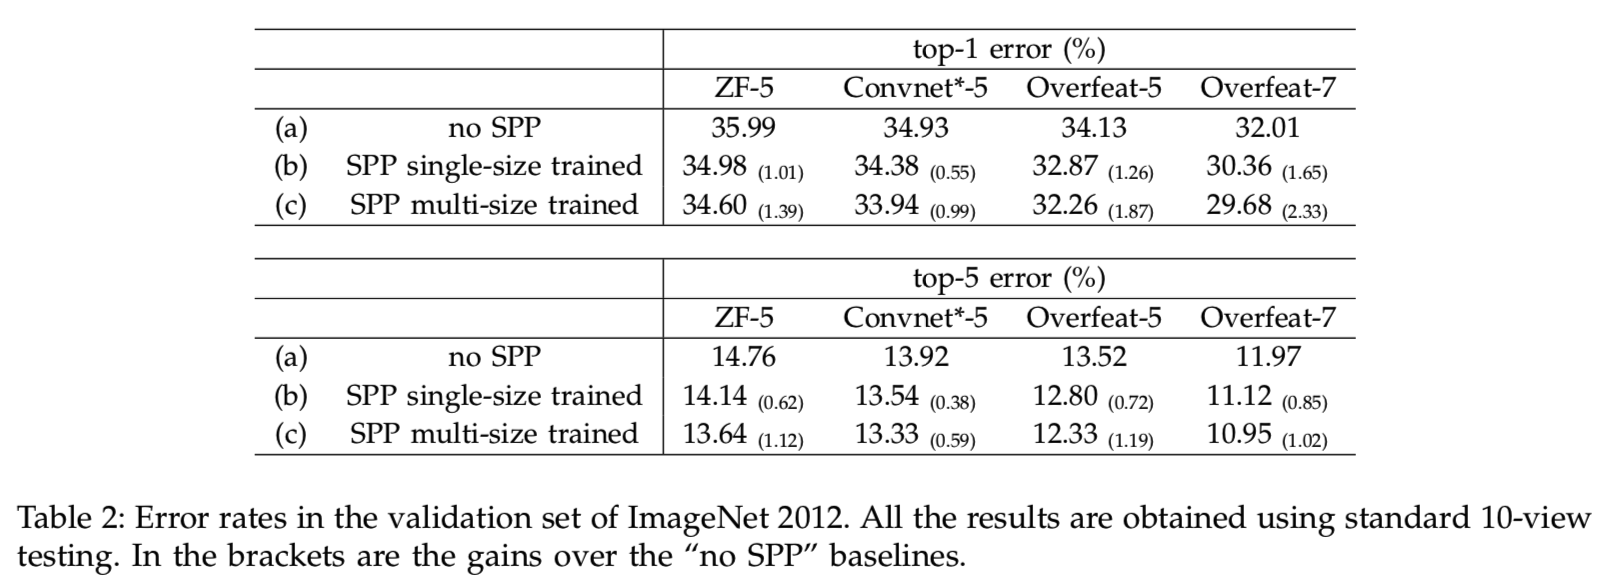 top-1 error (%)
ZF-5 Convnet*-5 Overfeat-5 Overfeat-7
(a) no SPP 35.99 34.93 34.13 32.01
(b) SPP single-size trained 34.98 (1.01) 34.38 (0.55) 32.87 (1.26) 30.36 (1.65)
(c) SPP multi-size trained 34.60 (1.39) 33.94 (0.99) 32.26 (1.87) 29.68 (2.33)
top-5 error (%)
ZF-5 Convnet*-5 Overfeat-5 Overfeat-7
(a) no SPP 14.76 13.92 13.52 11.97
(b) SPP single-size trained 14.14 (0.62) 13.54 (0.38) 12.80 (0.72) 11.12 (0.85)
(c) SPP multi-size trained 13.64 (1.12) 13.33 (0.59) 12.33 (1.19) 10.95 (1.02)
Table 2: Error rates in the validation set of ImageNet 2012. All the results are obtained using standard 10-view
testing. In the brackets are the gains over the “no SPP” baselines.